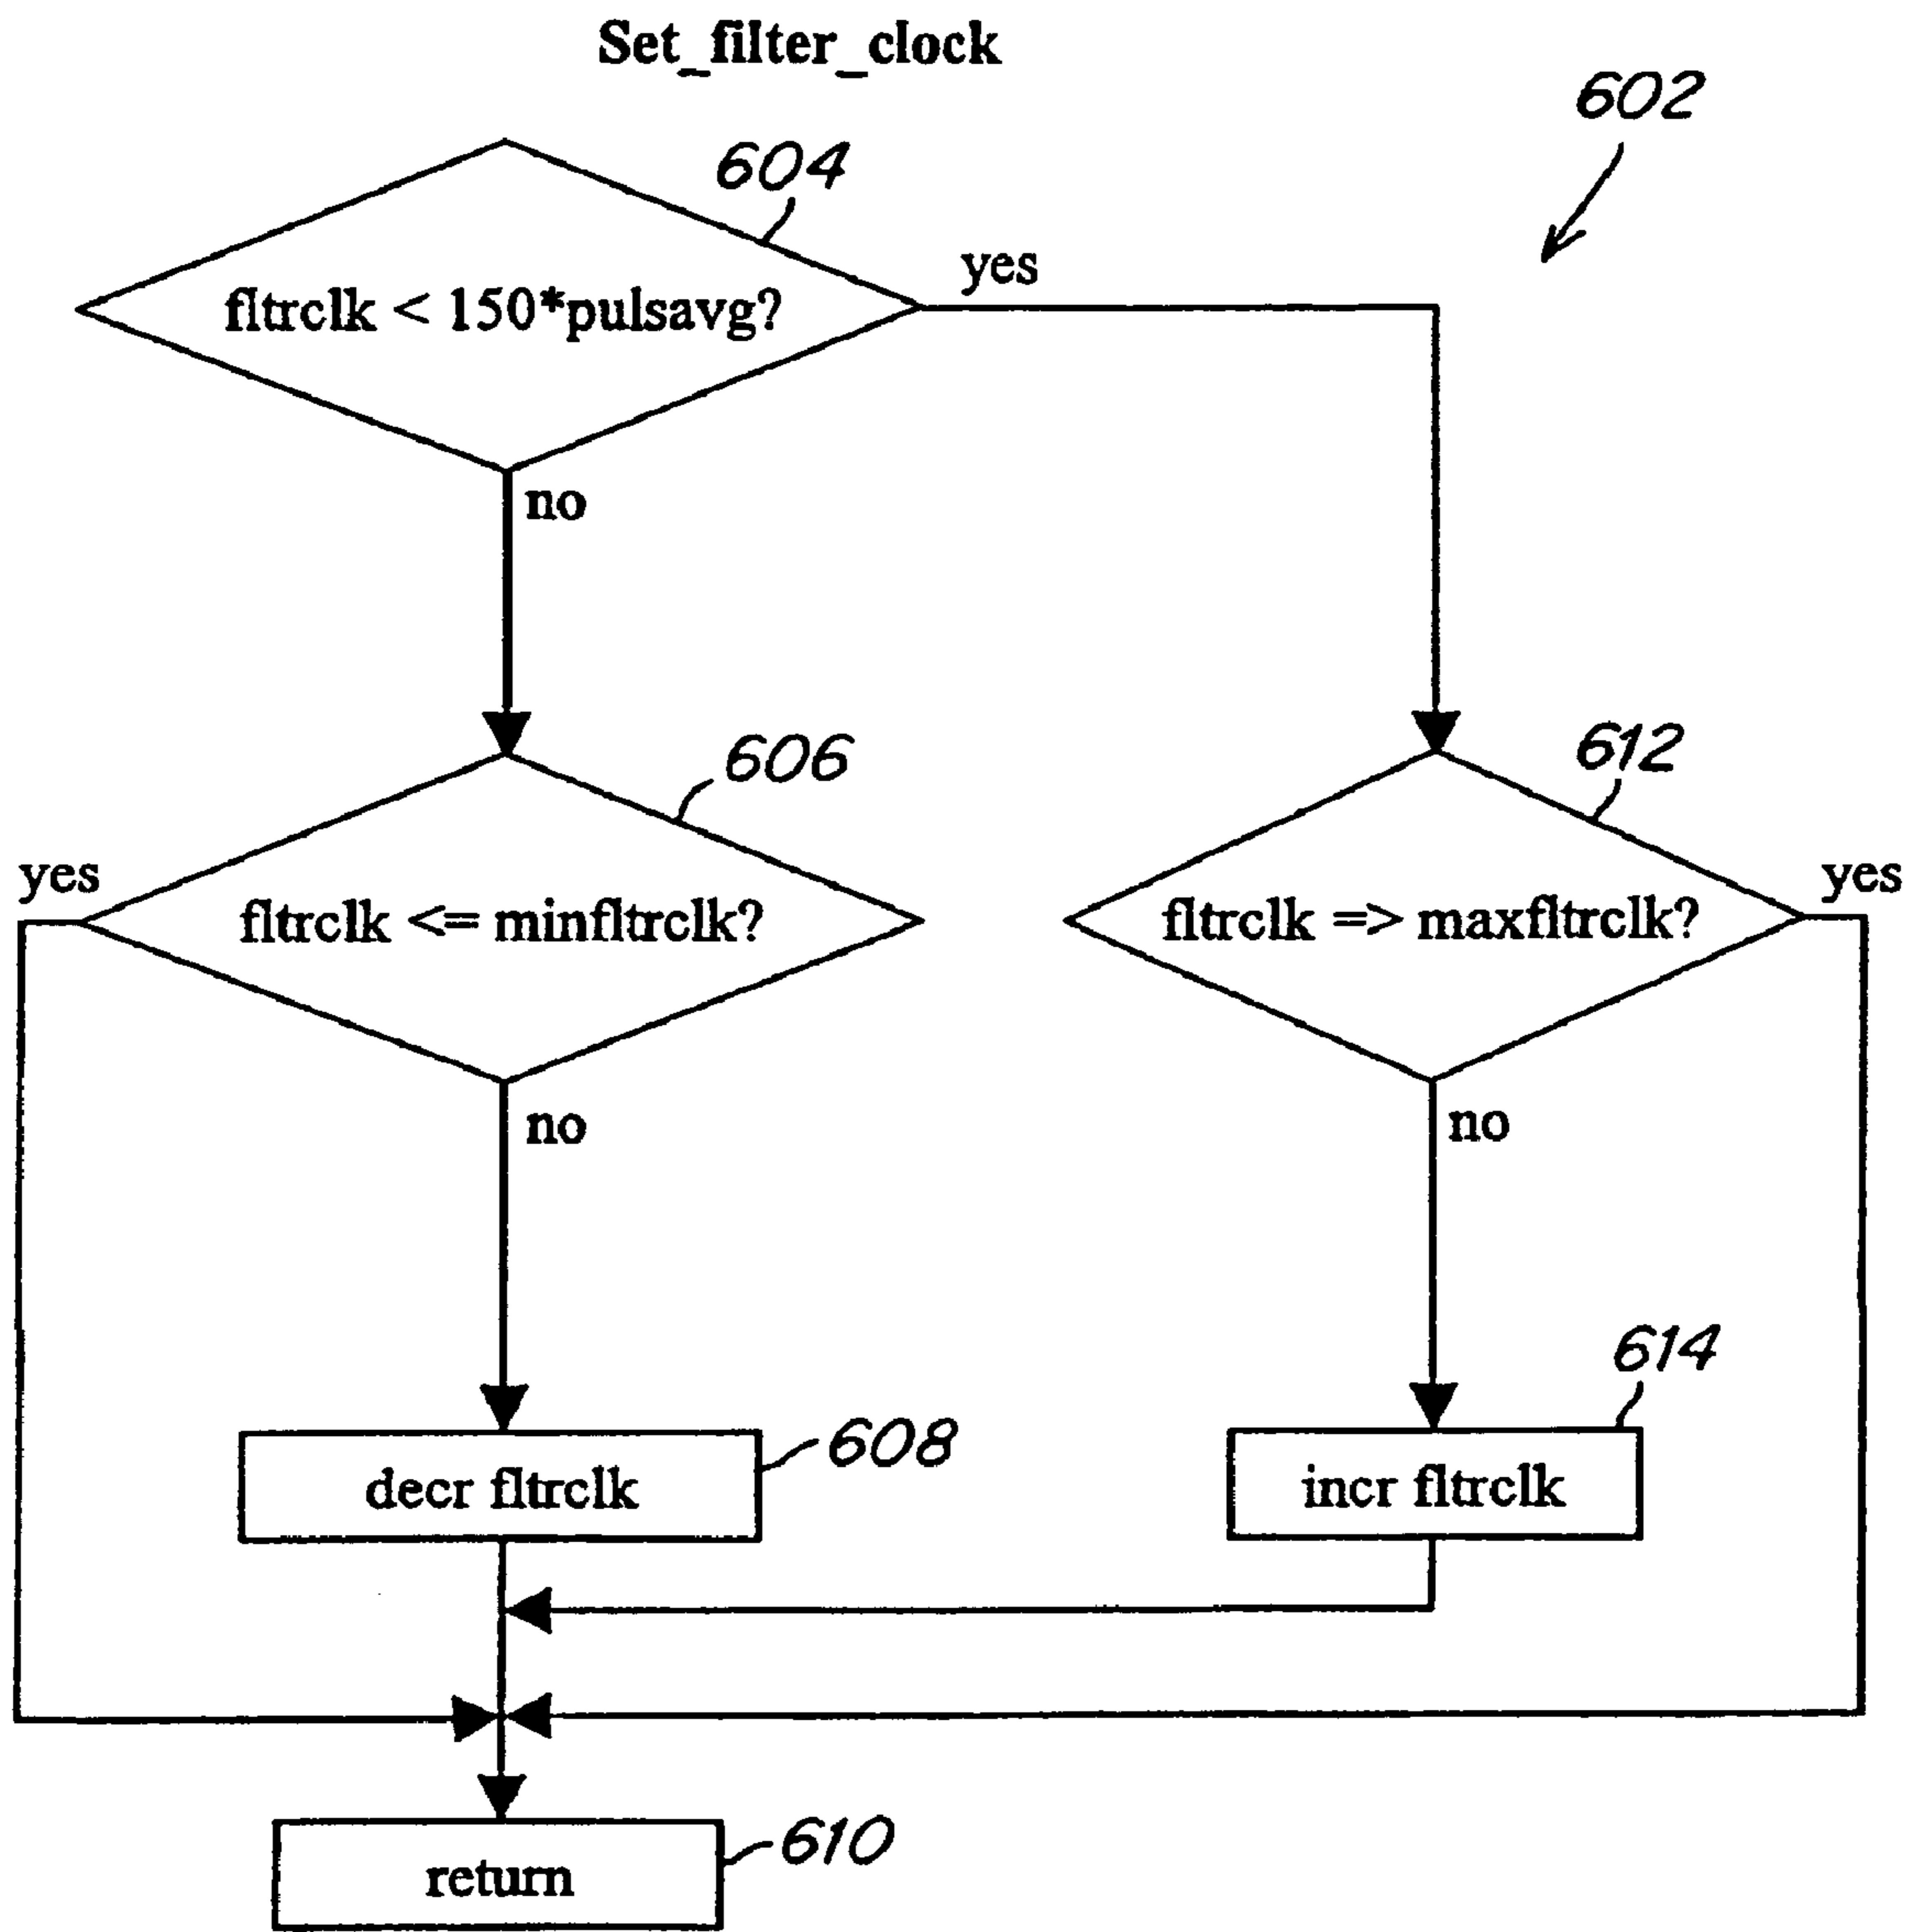 Set_filter_clock
602
604
fltrclk < 150*pulsavg?
yes
no
606
612
yes
fltrclk <= minfltrclk?
fltrclk => maxfltrclk?
yes
no
no
614
608
decr fltrclk
incr fltrclk
610
return